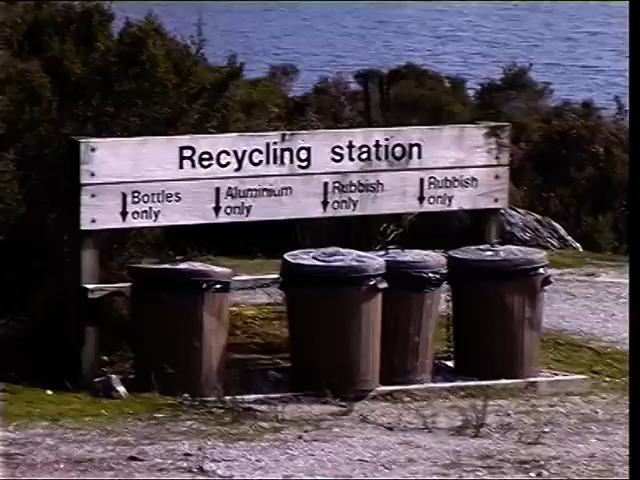 Recycling station
Bottles only
Aluminium only
Rubbish only
Rubbish only